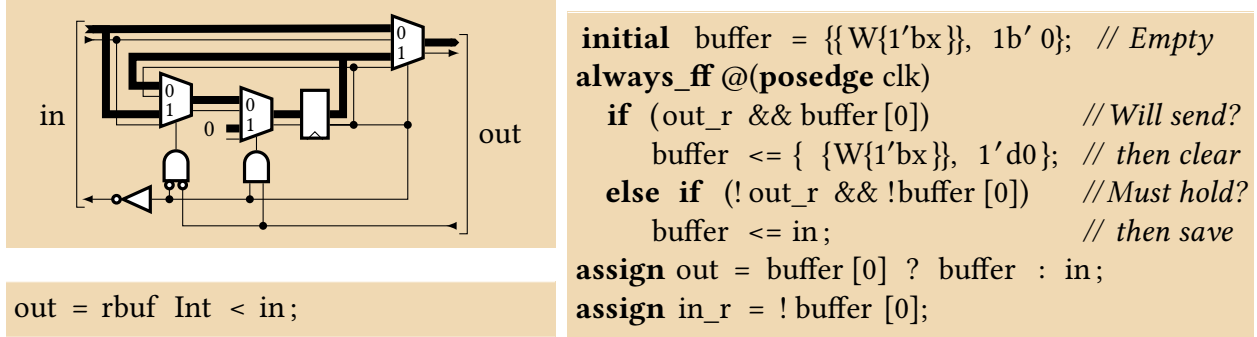 0
1
0
1
0
1
0
in
out
out = rbuf Int < in;
initial buffer = {{W{1'bx}}, 1b' 0}; // Empty
always_ff @(posedge clk)
if (out_r && buffer[0]) // Will send?
buffer <= { {W{1'bx}}, 1'd0}; // then clear
else if (!out_r && !buffer[0]) // Must hold?
buffer <= in; // then save
assign out = buffer[0] ? buffer : in;
assign in_r = !buffer[0];